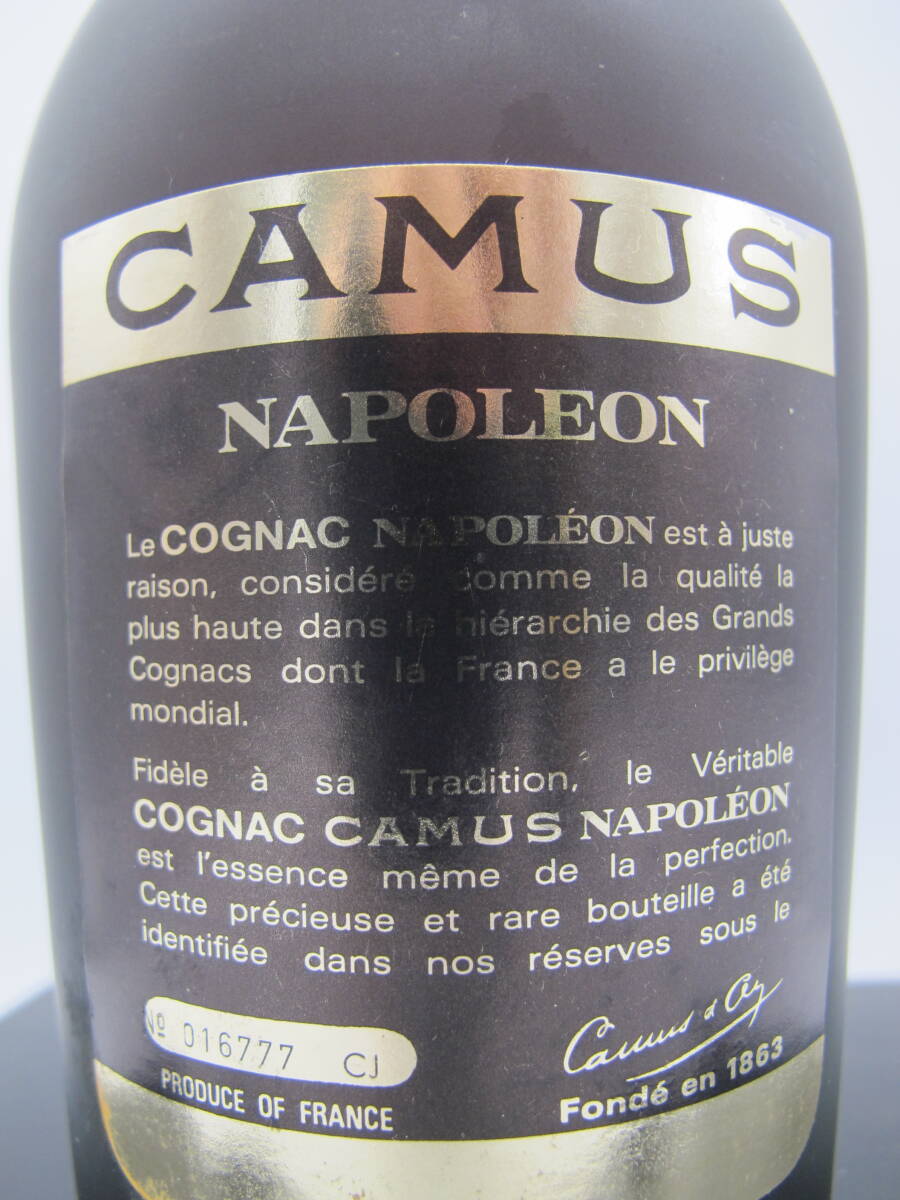 CAMUS
NAPOLEON
Le COGNAC NAPOLÉON est à juste
raison, considéré comme la qualité la
plus haute dans la hiérarchie des Grands
Cognacs dont la France a le privilège
mondial.
Fidèle à sa Tradition, le Véritable
COGNAC CAMUS NAPOLÉON
est l'essence même de la perfection.
Cette précieuse et rare bouteille a été
identifiée dans nos réserves sous le
Nº 016777 CJ
PRODUCE OF FRANCE
Camus & Cie
Fondé en 1863